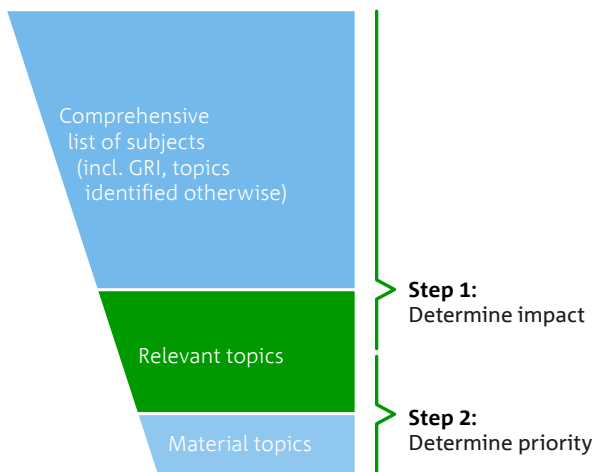 Comprehensive
list of subjects
(incl. GRI, topics
identified otherwise)
Step 1:
Determine impact
Relevant topics
Step 2:
Determine priority
Material topics